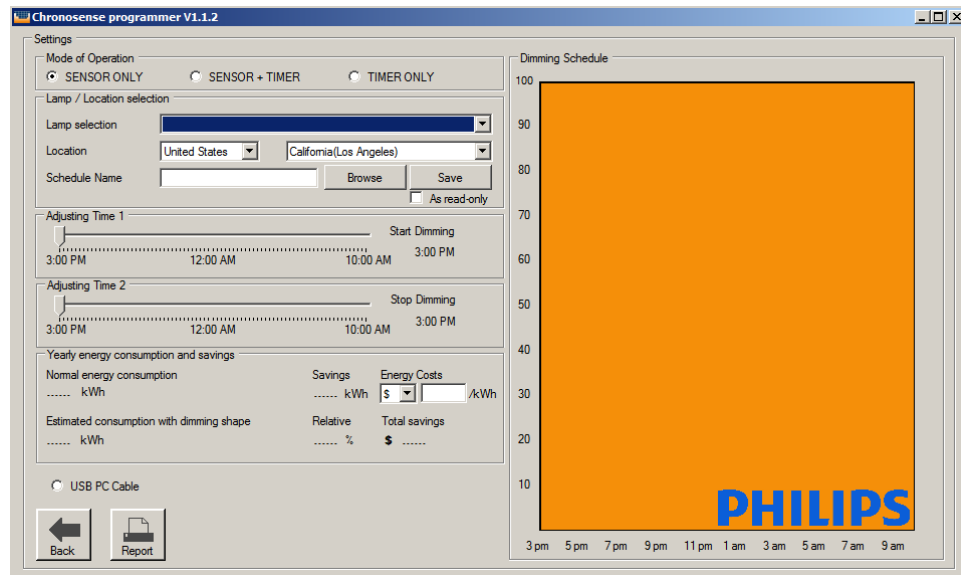 Chronosense programmer V1.1.2
Settings
Mode of Operation
SENSOR ONLY SENSOR + TIMER TIMER ONLY
Lamp / Location selection
Lamp selection
Location United States California(Los Angeles)
Schedule Name Browse Save
As read-only
Adjusting Time 1
Start Dimming
3:00 PM
3:00 PM 12:00 AM 10:00 AM
Adjusting Time 2
Stop Dimming
3:00 PM
3:00 PM 12:00 AM 10:00 AM
Yearly energy consumption and savings
Normal energy consumption Savings Energy Costs
...... kWh ...... kWh $ /kWh
Estimated consumption with dimming shape Relative Total savings
...... kWh ...... % $ ......
USB PC Cable
Back Report
Dimming Schedule
100
90
80
70
60
50
40
30
20
10
PHILIPS
3 pm 5 pm 7 pm 9 pm 11 pm 1 am 3 am 5 am 7 am 9 am